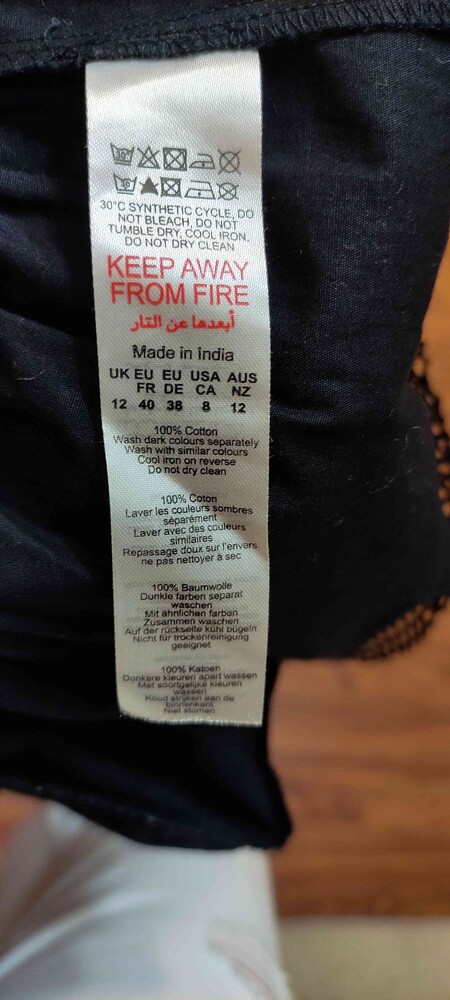 30°C SYNTHETIC CYCLE, DO
NOT BLEACH, DO NOT
TUMBLE DRY, COOL IRON,
DO NOT DRY CLEAN
KEEP AWAY
FROM FIRE
أبعدها عن النار
Made in India
UK EU EU USA AUS
FR DE CA NZ
12 40 38 8 12
100% Cotton
Wash dark colours separately
Wash with similar colours
Cool iron on reverse
Do not dry clean
100% Coton
Laver les couleurs sombres
séparément
Laver avec des couleurs
similaires
Repassage doux sur l'envers
ne pas nettoyer à sec
100% Baumwolle
Dunkle farben separat
waschen
Mit ähnlichen farben
Zusammen waschen
Auf der rückseite kühl bügeln
Nicht für trockenreinigung
geeignet
100% Katoen
Donkere kleuren apart wassen
Met soortgelijke kleuren
wassen
Koud strijken aan de
binnenkant
Niet stomen